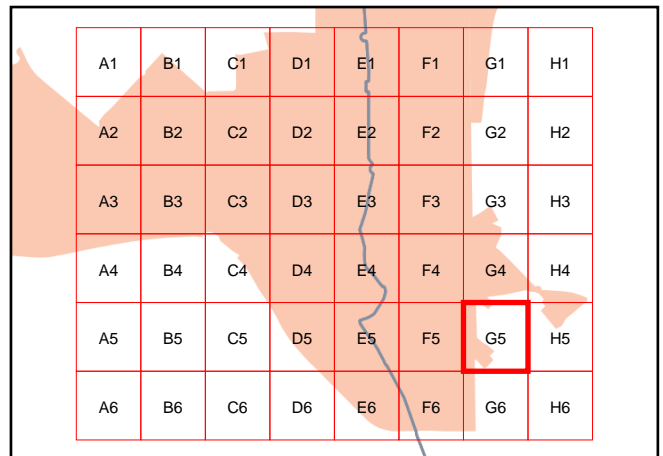 A1 B1 C1 D1 E1 F1 G1 H1
A2 B2 C2 D2 E2 F2 G2 H2
A3 B3 C3 D3 E3 F3 G3 H3
A4 B4 C4 D4 E4 F4 G4 H4
A5 B5 C5 D5 E5 F5 G5 H5
A6 B6 C6 D6 E6 F6 G6 H6